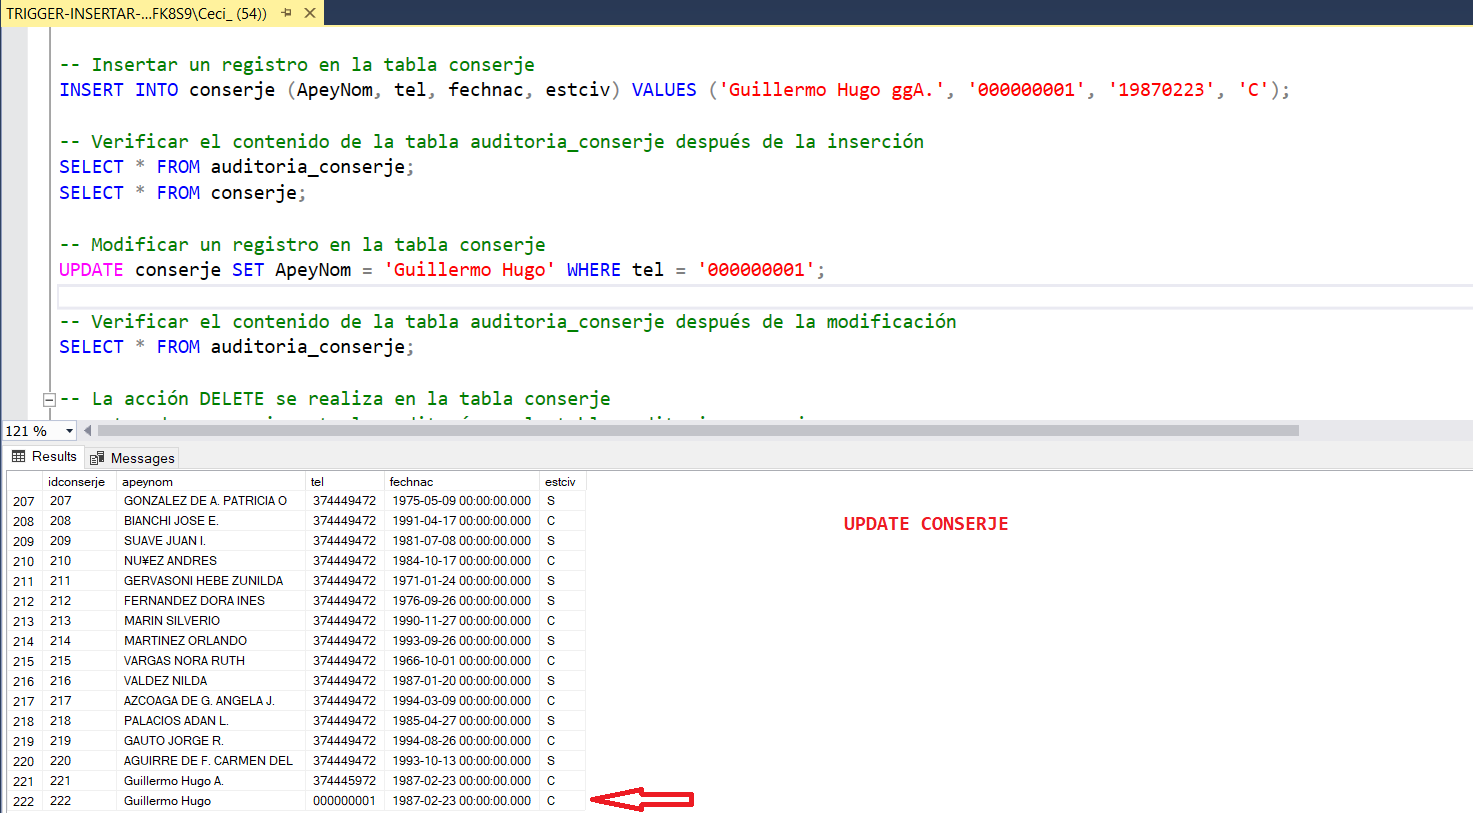 TRIGGER-INSERTAR-...FK8S9\Ceci_ (54))
-- Insertar un registro en la tabla conserje
INSERT INTO conserje (ApeyNom, tel, fechnac, estciv) VALUES ('Guillermo Hugo ggA.', '000000001', '19870223', 'C');
-- Verificar el contenido de la tabla auditoria_conserje después de la inserción
SELECT * FROM auditoria_conserje;
SELECT * FROM conserje;
-- Modificar un registro en la tabla conserje
UPDATE conserje SET ApeyNom = 'Guillermo Hugo' WHERE tel = '000000001';
-- Verificar el contenido de la tabla auditoria_conserje después de la modificación
SELECT * FROM auditoria_conserje;
-- La acción DELETE se realiza en la tabla conserje
121 %
Results Messages
idconserje apeynom tel fechnac estciv
207 207 GONZALEZ DE A. PATRICIA O 374449472 1975-05-09 00:00:00.000 S
208 208 BIANCHI JOSE E. 374449472 1991-04-17 00:00:00.000 C
UPDATE CONSERJE
209 209 SUAVE JUAN I. 374449472 1981-07-08 00:00:00.000 S
210 210 NU¥EZ ANDRES 374449472 1984-10-17 00:00:00.000 C
211 211 GERVASONI HEBE ZUNILDA 374449472 1971-01-24 00:00:00.000 S
212 212 FERNANDEZ DORA INES 374449472 1976-09-26 00:00:00.000 S
213 213 MARIN SILVERIO 374449472 1990-11-27 00:00:00.000 C
214 214 MARTINEZ ORLANDO 374449472 1993-09-26 00:00:00.000 S
215 215 VARGAS NORA RUTH 374449472 1966-10-01 00:00:00.000 C
216 216 VALDEZ NILDA 374449472 1987-01-20 00:00:00.000 S
217 217 AZCOAGA DE G. ANGELA J. 374449472 1994-03-09 00:00:00.000 C
218 218 PALACIOS ADAN L. 374449472 1985-04-27 00:00:00.000 S
219 219 GAUTO JORGE R. 374449472 1994-08-26 00:00:00.000 C
220 220 AGUIRRE DE F. CARMEN DEL 374449472 1993-10-13 00:00:00.000 S
221 221 Guillermo Hugo A. 374445972 1987-02-23 00:00:00.000 C
222 222 Guillermo Hugo 000000001 1987-02-23 00:00:00.000 C